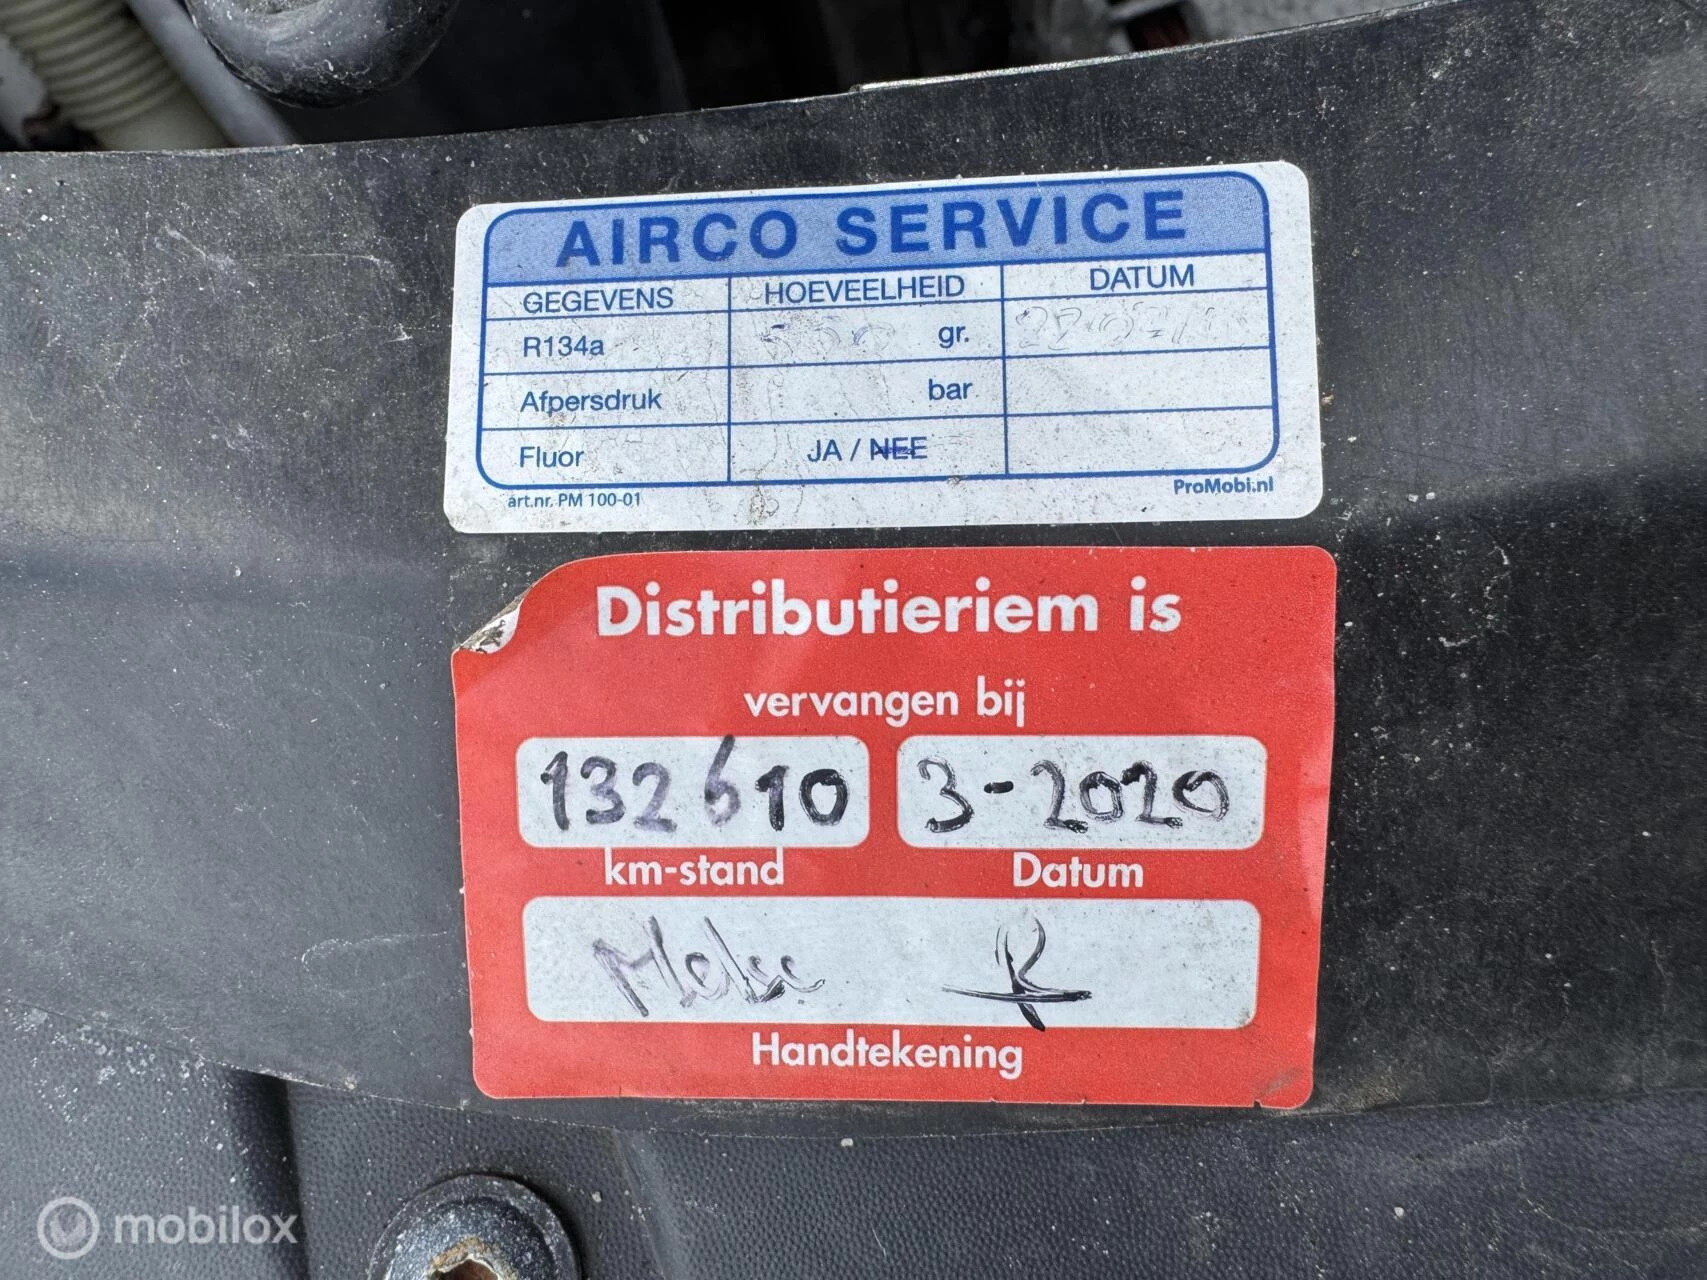 AIRCO SERVICE
GEGEVENS HOEVEELHEID DATUM
R134a gr.
Afpersdruk bar
Fluor JA / NEE
art.nr. PM 100-01 ProMobi.nl
Distributieriem is
vervangen bij
132610 3-2020
km-stand Datum
Handtekening
mobilox